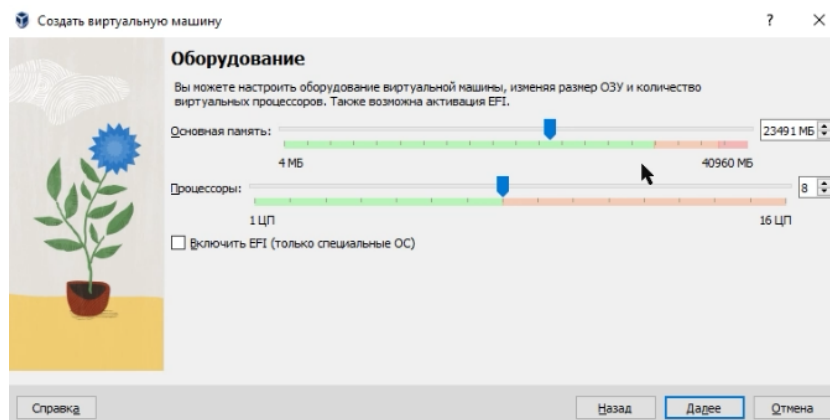 Создать виртуальную машину
Оборудование
Вы можете настроить оборудование виртуальной машины, изменяя размер ОЗУ и количество
виртуальных процессоров. Также возможна активация EFI.
Основная память:
23491 МБ
4 МБ
40960 МБ
Процессоры:
8
1 ЦП
16 ЦП
Включить EFI (только специальные ОС)
Справка
Назад
Далее
Отмена